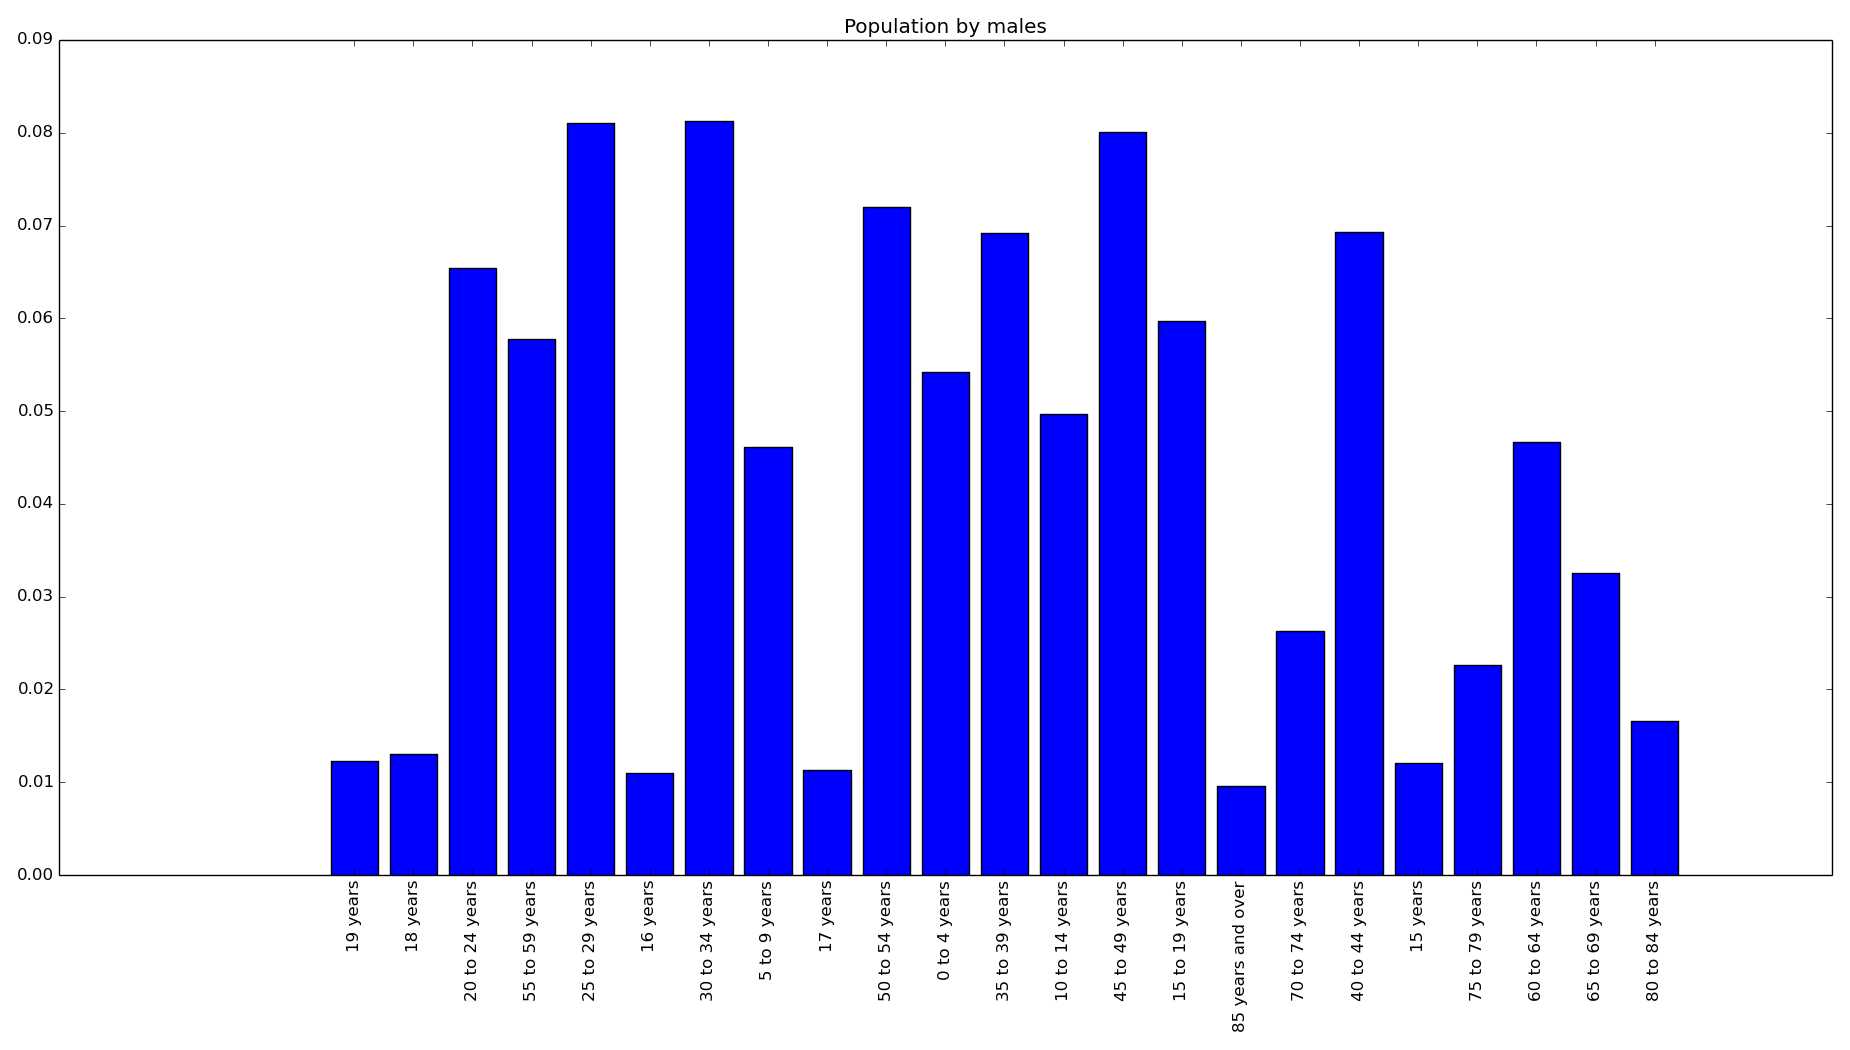 Population by males
0.09
0.08
0.07
0.06
0.05
0.04
0.03
0.02
0.01
0.00
19 years
18 years
20 to 24 years
55 to 59 years
25 to 29 years
16 years
30 to 34 years
5 to 9 years
17 years
50 to 54 years
0 to 4 years
35 to 39 years
10 to 14 years
45 to 49 years
15 to 19 years
85 years and over
70 to 74 years
40 to 44 years
15 years
75 to 79 years
60 to 64 years
65 to 69 years
80 to 84 years